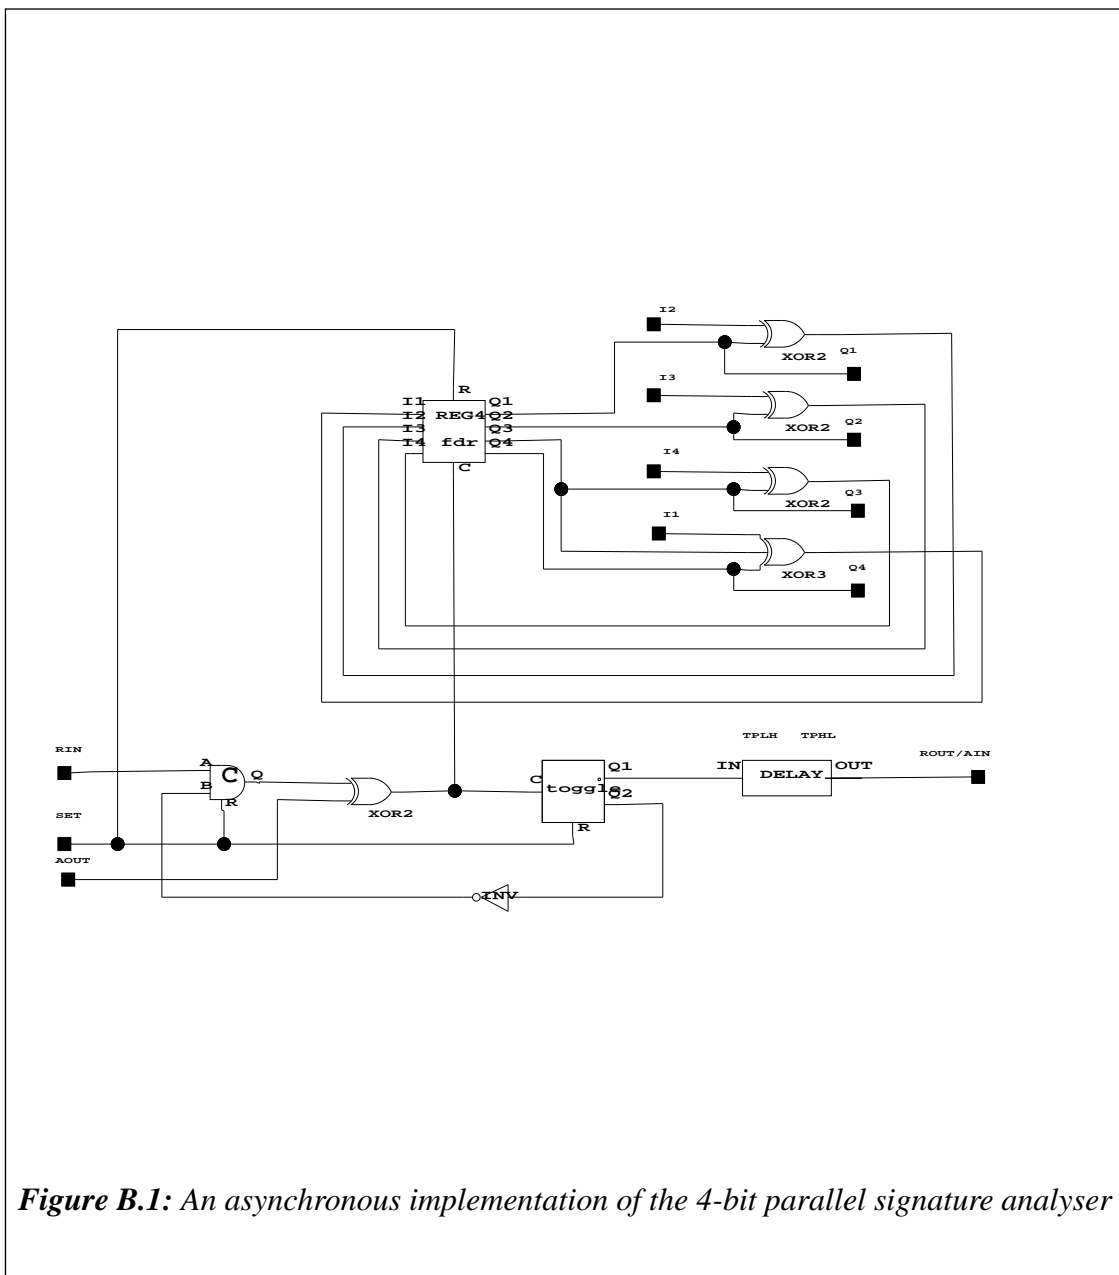 I2
XOR2 Q1
I3
R
I1 Q1
I2 REG4 Q2
I3 Q3
I4 fdr Q4
C
XOR2 Q2
I4
XOR2 Q3
I1
XOR3 Q4
TPLH TPHL
RIN
ROUT/AIN
A
C Q
B
R
C toggle Q1
Q2
R
IN DELAY OUT
SET
XOR2
AOUT
INV
Figure B.1: An asynchronous implementation of the 4-bit parallel signature analyser